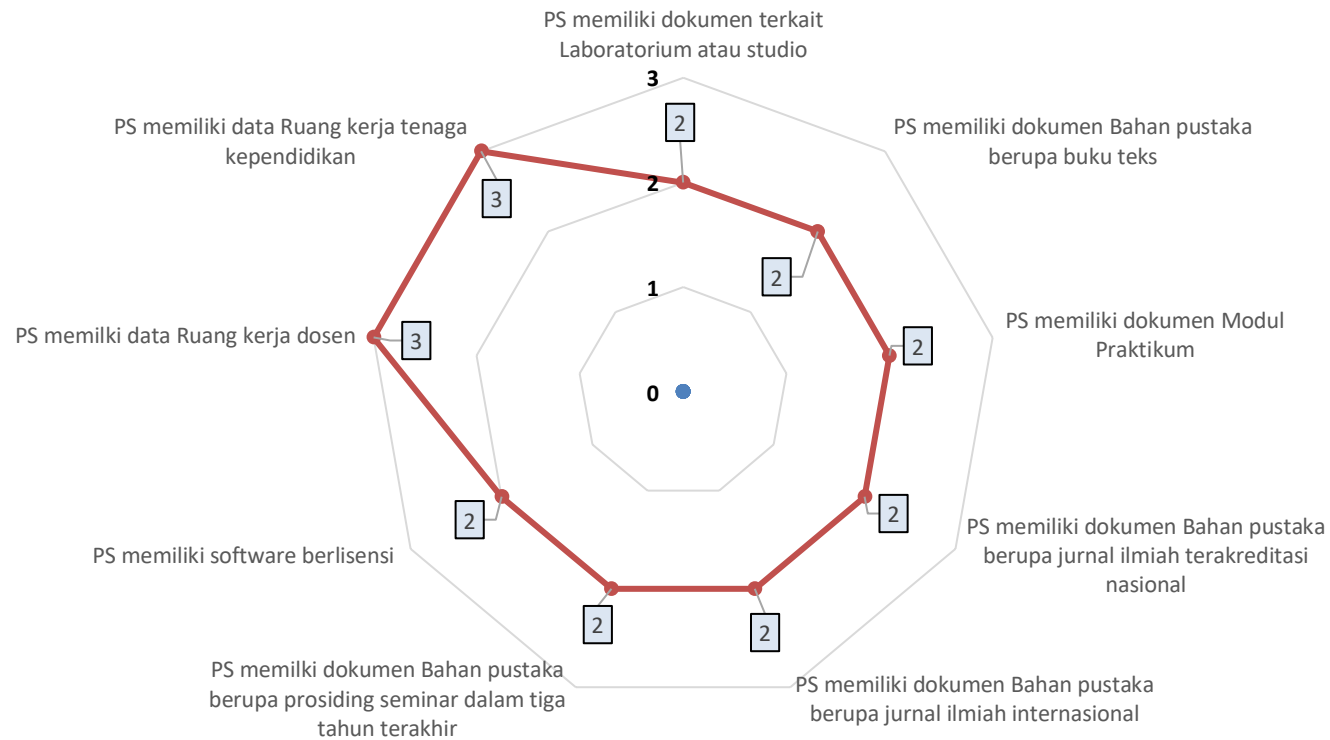 PS memiliki dokumen terkait
Laboratorium atau studio
3
2
PS memiliki data Ruang kerja tenaga
kependidikan
PS memiliki dokumen Bahan pustaka
berupa buku teks
3
2
2
1
PS memiliki dokumen Modul
Praktikum
2
PS memilki data Ruang kerja dosen
3
0
PS memiliki dokumen Bahan pustaka
berupa jurnal ilmiah terakreditasi
nasional
2
PS memiliki software berlisensi
2
PS memiliki dokumen Bahan pustaka
berupa jurnal ilmiah internasional
2
PS memilki dokumen Bahan pustaka
berupa prosiding seminar dalam tiga
tahun terakhir
2